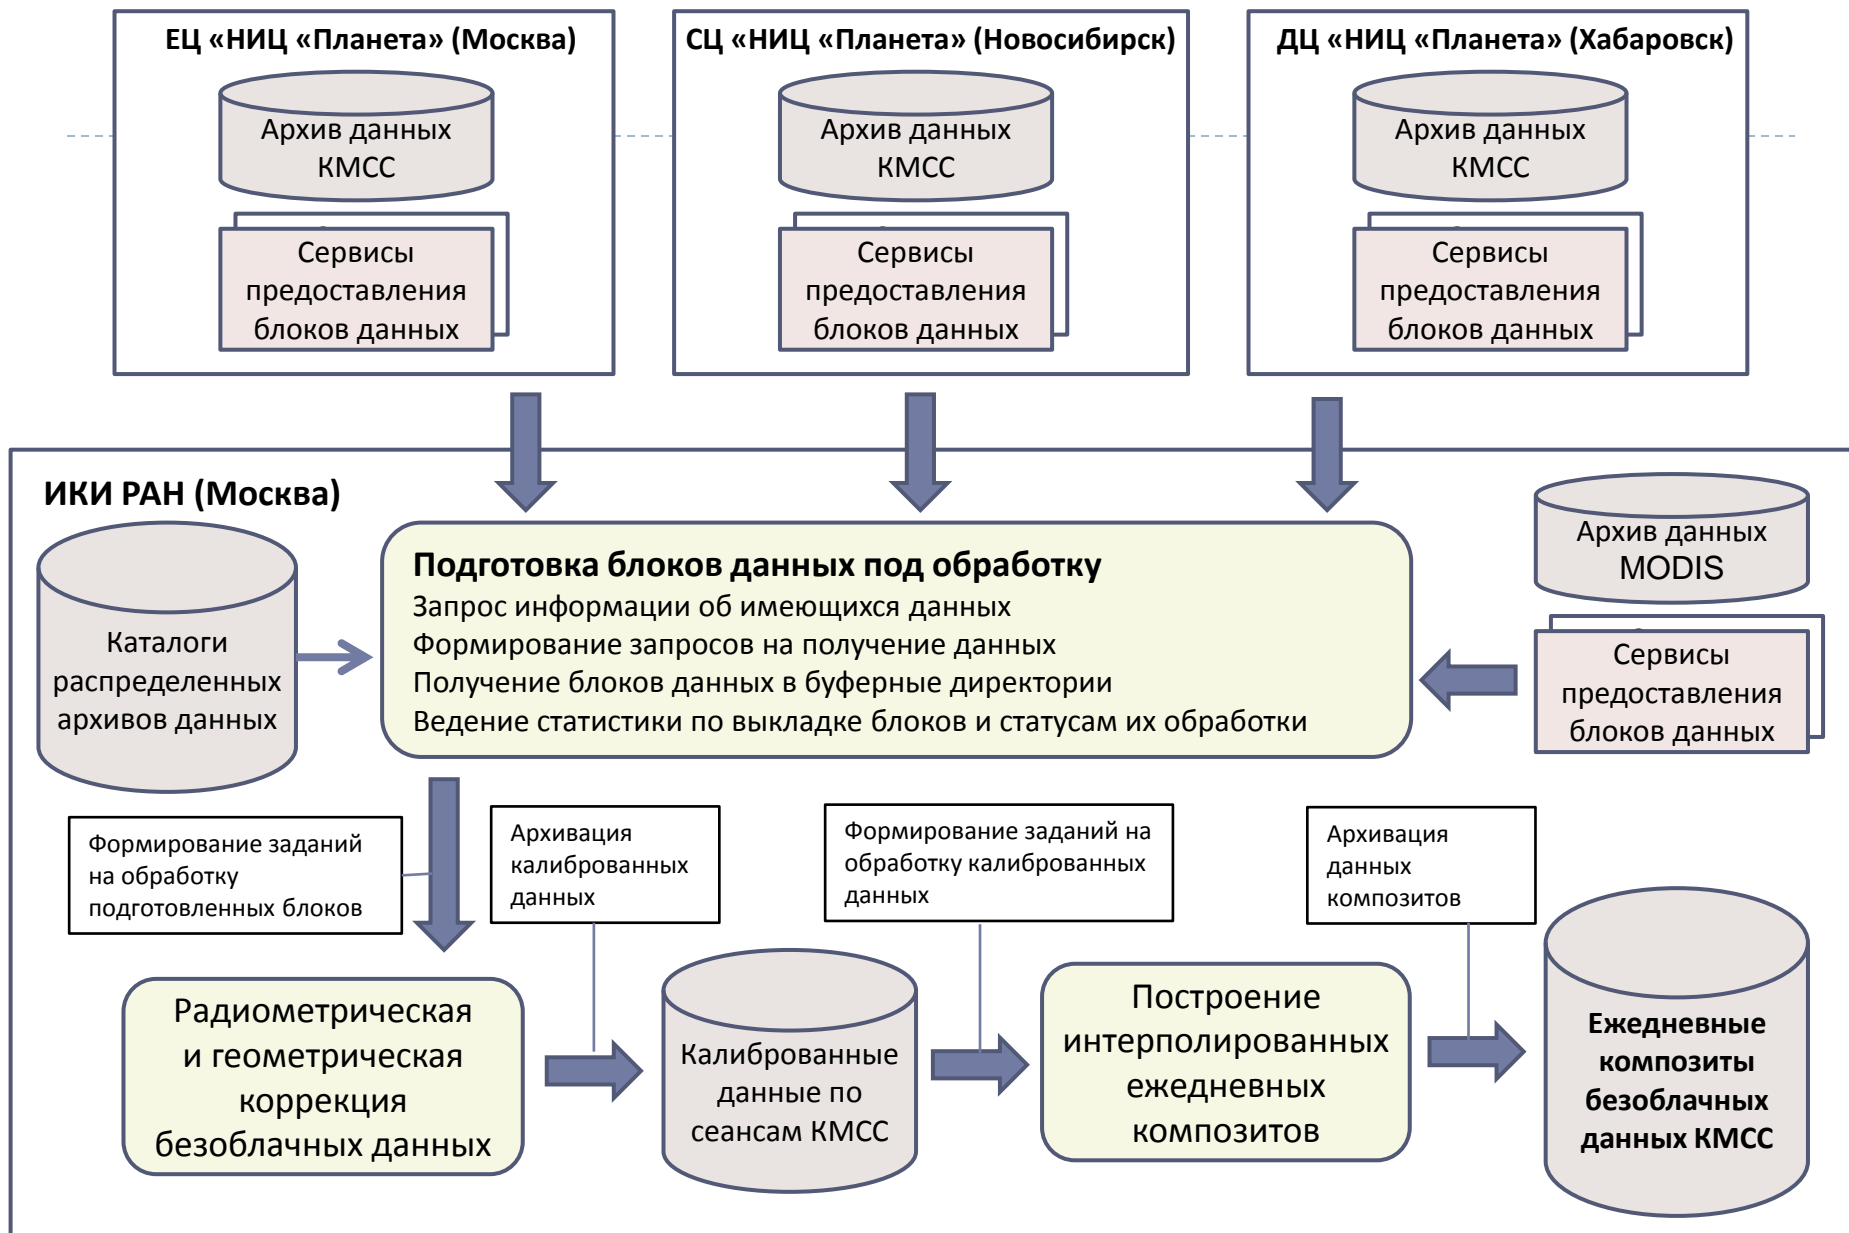 ЕЦ «НИЦ «Планета» (Москва)
Архив данных
КМСС
Сервисы
предоставления
блоков данных
СЦ «НИЦ «Планета» (Новосибирск)
Архив данных
КМСС
Сервисы
предоставления
блоков данных
ДЦ «НИЦ «Планета» (Хабаровск)
Архив данных
КМСС
Сервисы
предоставления
блоков данных
ИКИ РАН (Москва)
Каталоги
распределенных
архивов данных
Подготовка блоков данных под обработку
Запрос информации об имеющихся данных
Формирование запросов на получение данных
Получение блоков данных в буферные директории
Ведение статистики по выкладке блоков и статусам их обработки
Архив данных
MODIS
Сервисы
предоставления
блоков данных
Формирование заданий
на обработку
подготовленных блоков
Архивация
калиброванных
данных
Формирование заданий на
обработку калиброванных
данных
Архивация
данных
композитов
Радиометрическая
и геометрическая
коррекция
безоблачных данных
Калиброванные
данные по
сеансам КМСС
Построение
интерполированных
ежедневных
композитов
Ежедневные
композиты
безоблачных
данных КМСС